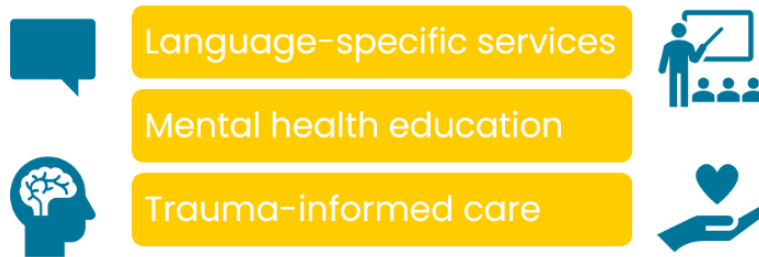 Language-specific services
Mental health education
Trauma-informed care